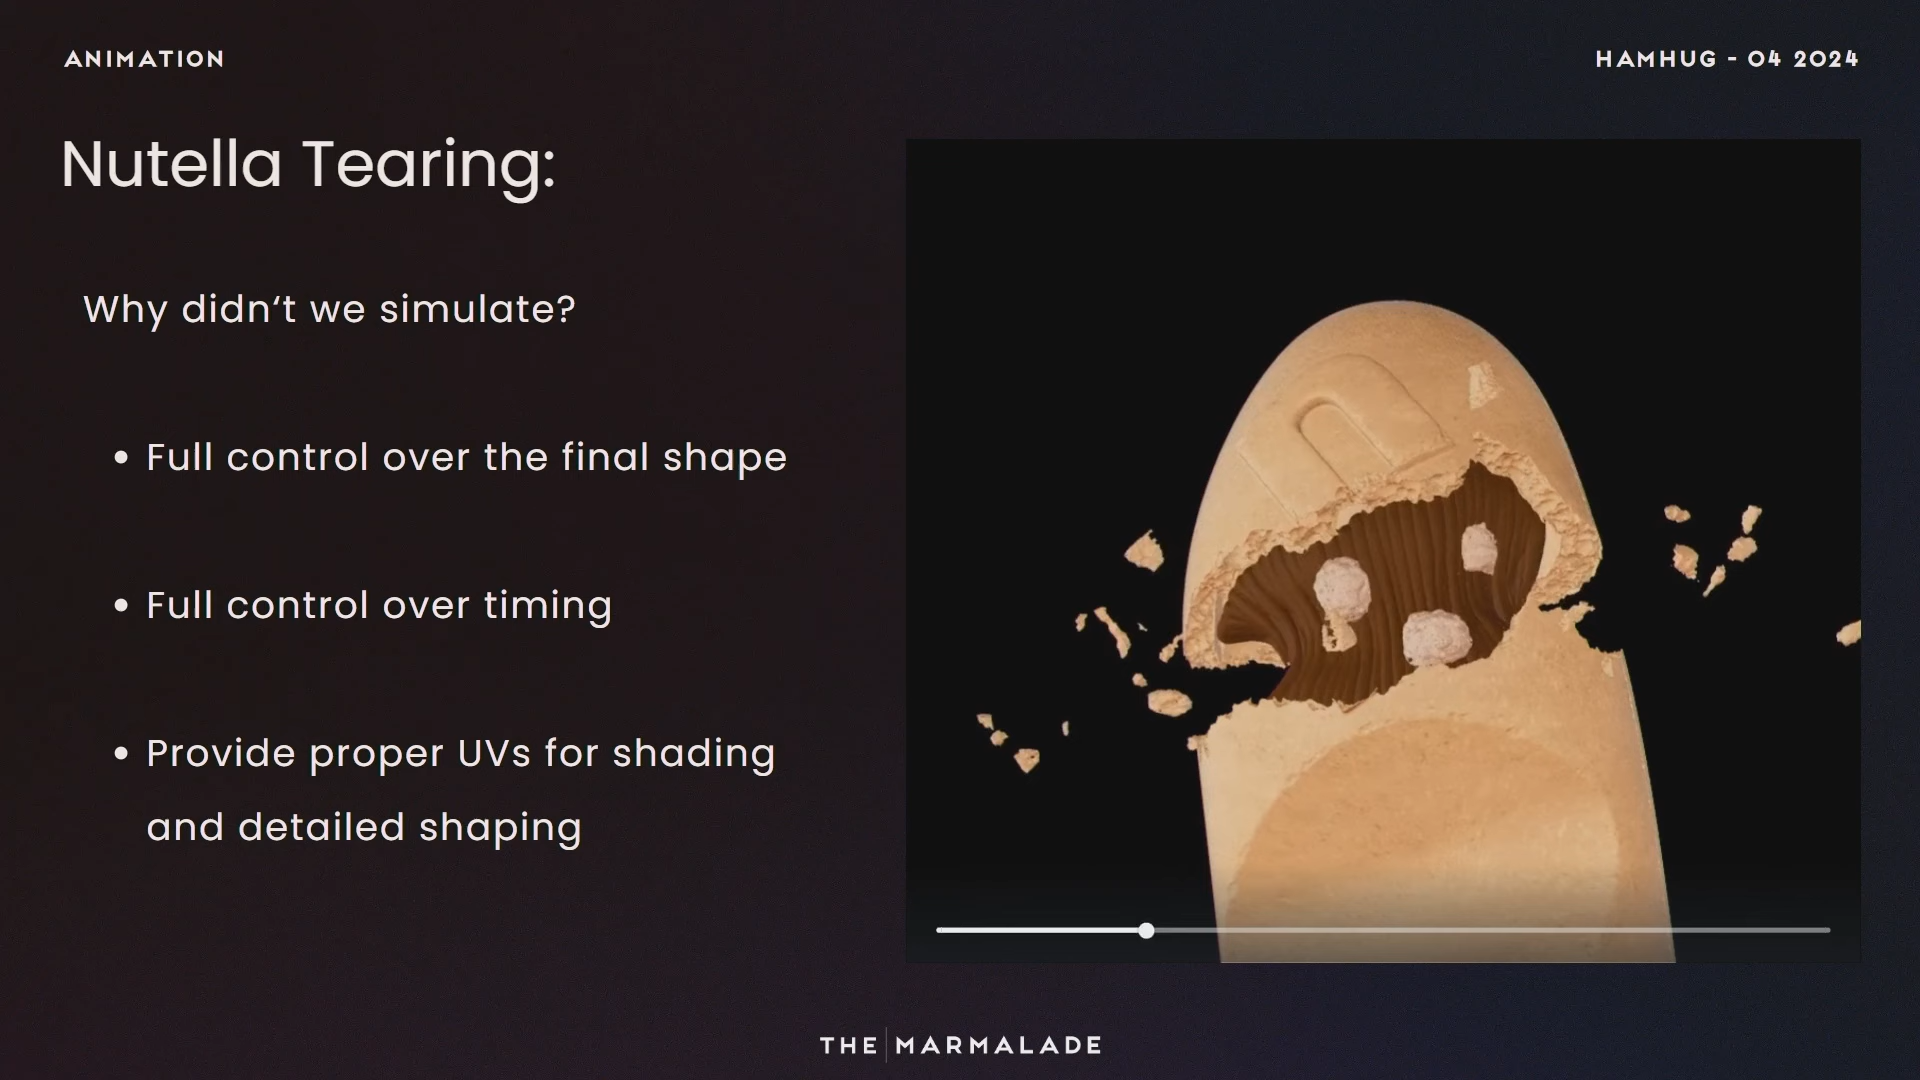 ANIMATION
HAMHUG - 04 2024
Nutella Tearing:
Why didn‘t we simulate?
• Full control over the final shape
• Full control over timing
• Provide proper UVs for shading
and detailed shaping
THE MARMALADE